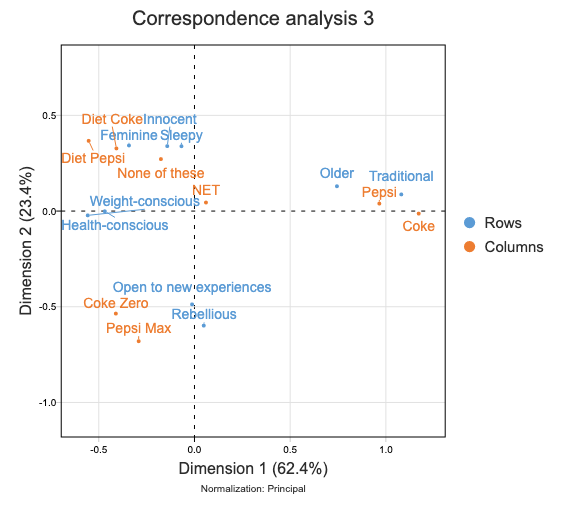 Correspondence analysis 3
Dimension 2 (23.4%)
0.5
0.0
-0.5
-1.0
Diet Coke
Innocent
Feminine
Sleepy
Diet Pepsi
None of these
Older
Traditional
NET
Pepsi
Weight-conscious
Health-conscious
Coke
Open to new experiences
Coke Zero
Rebellious
Pepsi Max
Rows
Columns
-0.5
0.0
0.5
1.0
Dimension 1 (62.4%)
Normalization: Principal